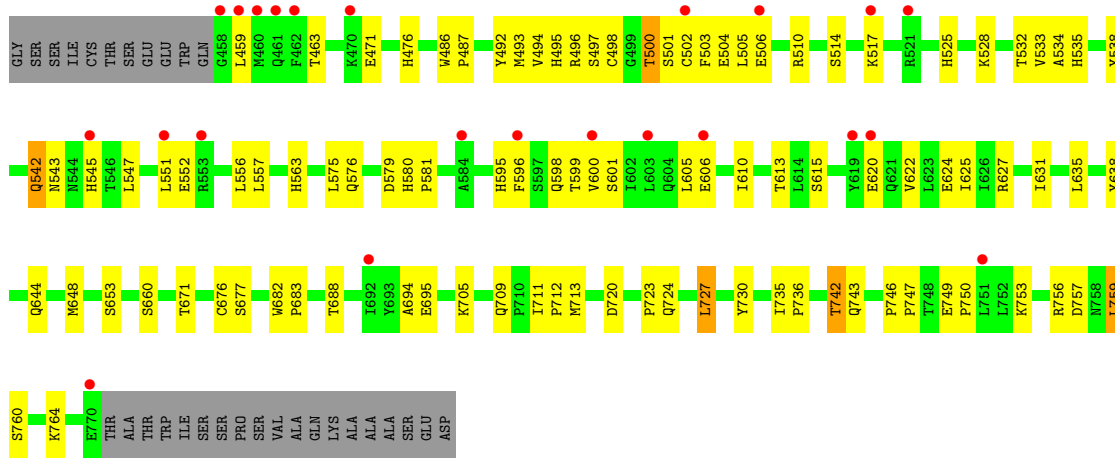 GLY SER SER ILE CYS THR SER GLU GLU TRP GLN G458 L459 M460 Q461 F462 T463 K470 E471 H476 W486 P487 Y492 M493 V494 H495 R496 S497 C498 G499 T500 S501 C502 F503 E504 L505 E506 R510 S514 K517 R521 H525 K528 T532 V533 A534 H535 Y538
Q542 N543 N544 H545 T546 L547 L551 E552 R553 L556 L557 H563 L575 Q576 D579 H580 P581 A584 H595 F596 S597 Q598 T599 V600 S601 I602 L603 Q604 L605 E606 I610 T613 L614 S615 Y619 E620 Q621 V622 L623 E624 I625 I626 R627 I631 L635 Y638
Q644 M648 S653 S660 T671 C676 S677 W682 P683 T688 I692 Y693 A694 E695 K705 Q709 P710 I711 P712 M713 D720 P723 Q724 L727 Y730 I735 P736 T742 Q743 P746 P747 T748 E749 P750 L751 L752 K753 R756 D757 N758 L759
S760 K764 E770 THR ALA THR TRP ILE SER SER PRO SER VAL ALA GLN LYS ALA ALA ALA SER GLU ASP